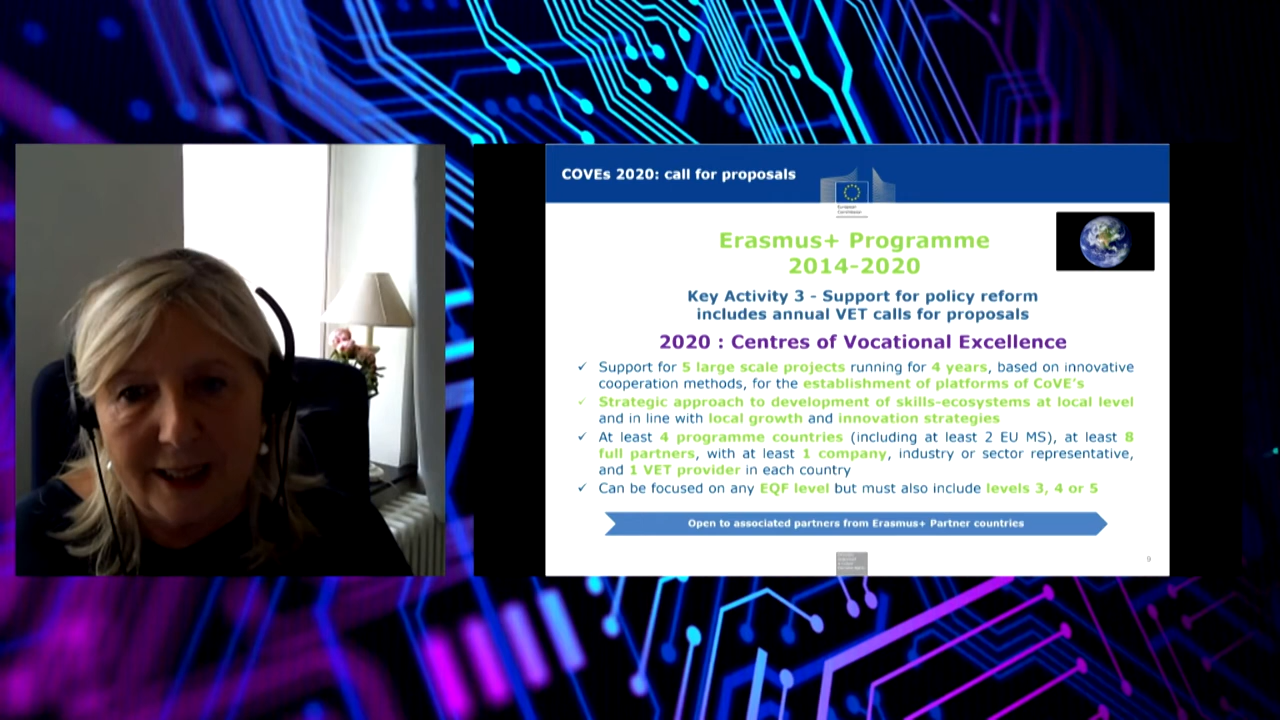 COVEs 2020: call for proposals
European
Commission
Erasmus+ Programme
2014-2020
Key Activity 3 - Support for policy reform
includes annual VET calls for proposals
2020 : Centres of Vocational Excellence
✓ Support for 5 large scale projects running for 4 years, based on innovative
cooperation methods, for the establishment of platforms of CoVE's
✓ Strategic approach to development of skills-ecosystems at local level
and in line with local growth and innovation strategies
✓ At least 4 programme countries (including at least 2 EU MS), at least 8
full partners, with at least 1 company, industry or sector representative,
and 1 VET provider in each country
✓ Can be focused on any EQF level but must also include levels 3, 4 or 5
Open to associated partners from Erasmus+ Partner countries
9